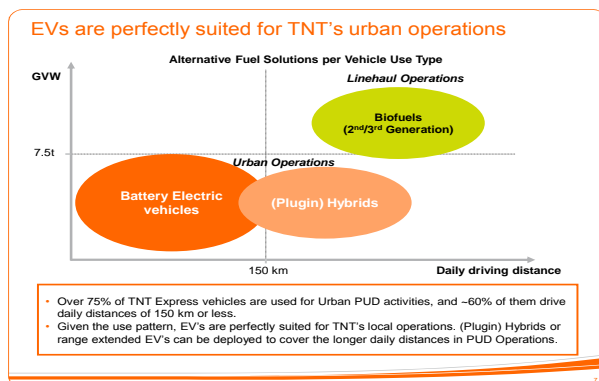 EVs are perfectly suited for TNT's urban operations
Alternative Fuel Solutions per Vehicle Use Type
GVW
Linehaul Operations
Biofuels
(2nd/3rd Generation)
7.5t
Urban Operations
Battery Electric
vehicles
(Plugin) Hybrids
150 km
Daily driving distance
• Over 75% of TNT Express vehicles are used for Urban PUD activities, and ~60% of them drive
daily distances of 150 km or less.
• Given the use pattern, EV's are perfectly suited for TNT's local operations. (Plugin) Hybrids or
range extended EV's can be deployed to cover the longer daily distances in PUD Operations.